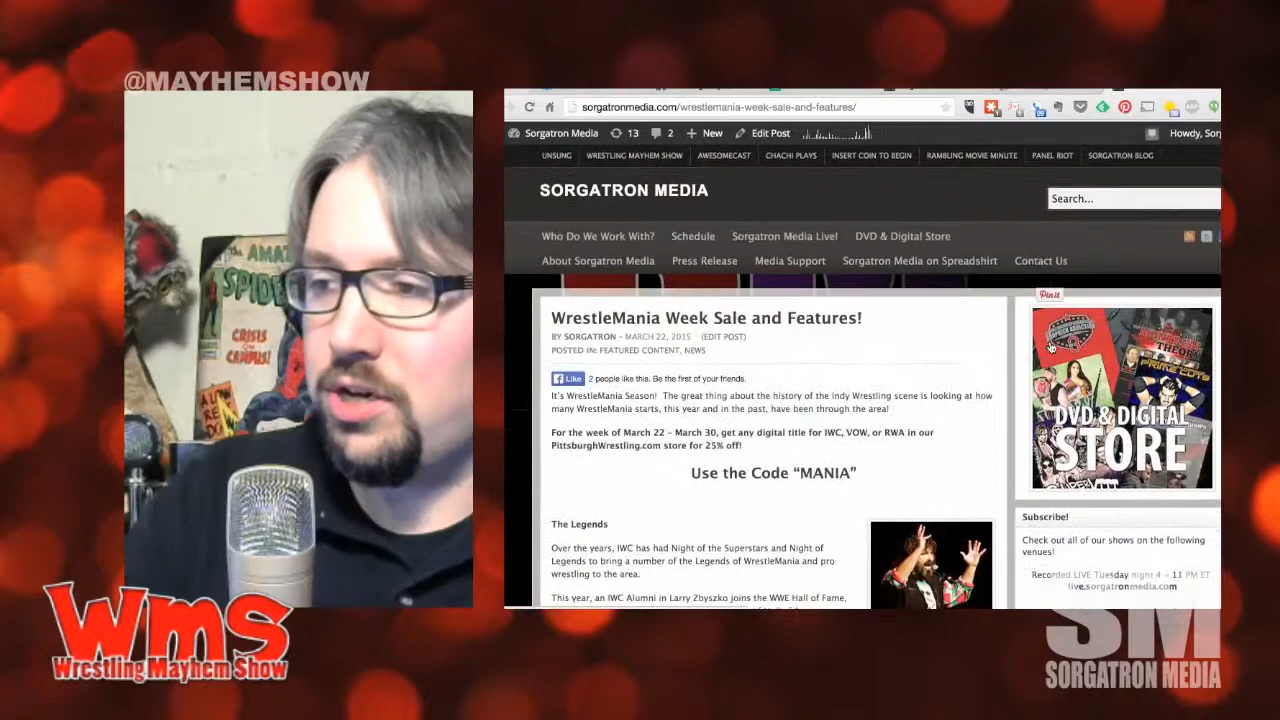 @MAYHEMSHOW
THE AMAZ
SPIDE
CRISIS
ON
CAMPUS!
WMS
Wrestling Mayhem Show
sorgatronmedia.com/wrestlemania-week-sale-and-features/
Sorgatron Media 13 2 New Edit Post Howdy, Sor
UNSUNG WRESTLING MAYHEM SHOW AWESOMECAST CHACHI PLAYS INSERT COIN TO BEGIN RAMBLING MOVIE MINUTE PANEL RIOT SORGATRON BLOG
SORGATRON MEDIA
Search...
Who Do We Work With? Schedule Sorgatron Media Live! DVD & Digital Store
About Sorgatron Media Press Release Media Support Sorgatron Media on Spreadshirt Contact Us
WrestleMania Week Sale and Features!
BY SORGATRON – MARCH 22, 2015 (EDIT POST)
POSTED IN: FEATURED CONTENT, NEWS
Like 2 people like this. Be the first of your friends.
It's WrestleMania Season! The great thing about the history of the Indy Wrestling scene is looking at how
many WrestleMania starts, this year and in the past, have been through the area!
For the week of March 22 – March 30, get any digital title for IWC, VOW, or RWA in our
PittsburghWrestling.com store for 25% off!
Use the Code “MANIA”
The Legends
Over the years, IWC has had Night of the Superstars and Night of
Legends to bring a number of the Legends of WrestleMania and pro
wrestling to the area.
This year, an IWC Alumni in Larry Zbyszko joins the WWE Hall of Fame,
Pin it
THEORY
PRIME CUTS
DVD & DIGITAL
STORE
Subscribe!
Check out all of our shows on the following
venues!
Recorded LIVE Tuesday night 4 – 11 PM ET
live.sorgatronmedia.com
SM
SORGATRON MEDIA